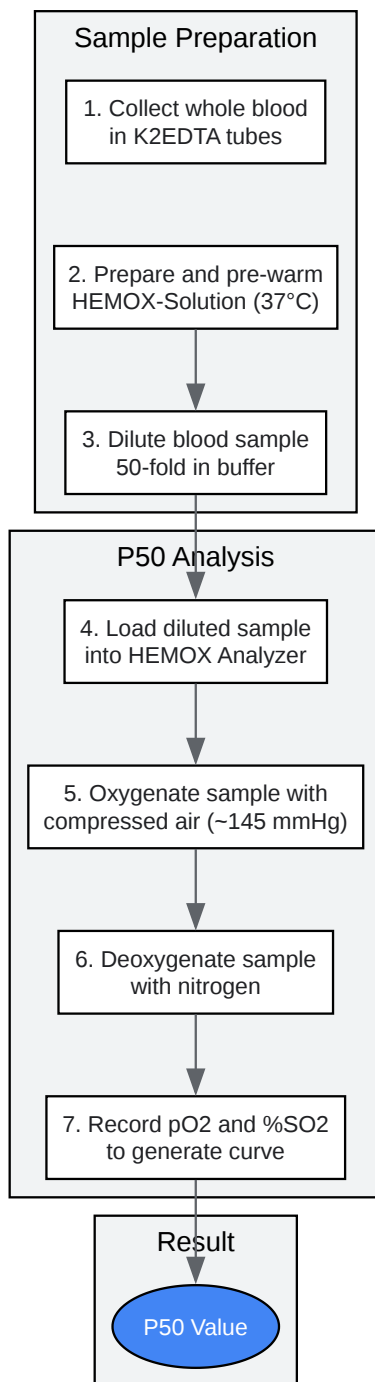 Sample Preparation
1. Collect whole blood
in K2EDTA tubes
2. Prepare and pre-warm
HEMOX-Solution (37°C)
3. Dilute blood sample
50-fold in buffer
P50 Analysis
4. Load diluted sample
into HEMOX Analyzer
5. Oxygenate sample with
compressed air (~145 mmHg)
6. Deoxygenate sample
with nitrogen
7. Record pO2 and %SO2
to generate curve
Result
P50 Value